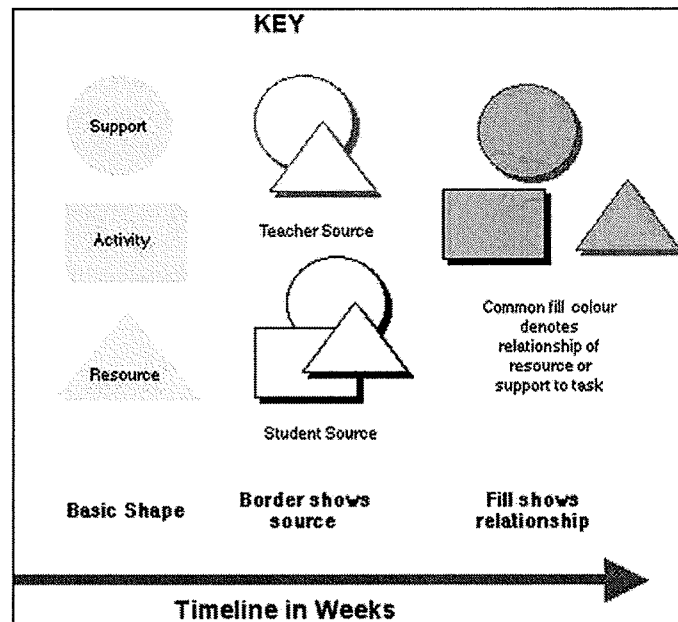 KEY
Support
Activity
Resource
Teacher Source
Student Source
Common fill colour
denotes
relationship of
resource or
support to task
Basic Shape
Border shows
source
Fill shows
relationship
Timeline in Weeks